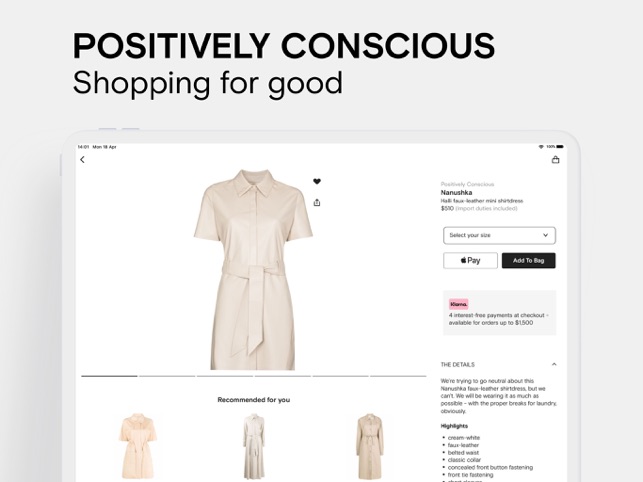 POSITIVELY CONSCIOUS
Shopping for good
14:01 Mon 18 Apr
100%
Positively Conscious
Nanushka
Halli faux-leather mini shirtdress
$510 (import duties included)
Select your size
Pay
Add To Bag
Klarna.
4 interest-free payments at checkout -
available for orders up to $1,500
THE DETAILS
We're trying to go neutral about this
Nanushka faux-leather shirtdress, but we
can't. We will be wearing it as much as
possible – with the proper breaks for laundry,
obviously.
Highlights
• cream-white
• faux-leather
• belted waist
• classic collar
• concealed front button fastening
• front tie fastening
Recommended for you